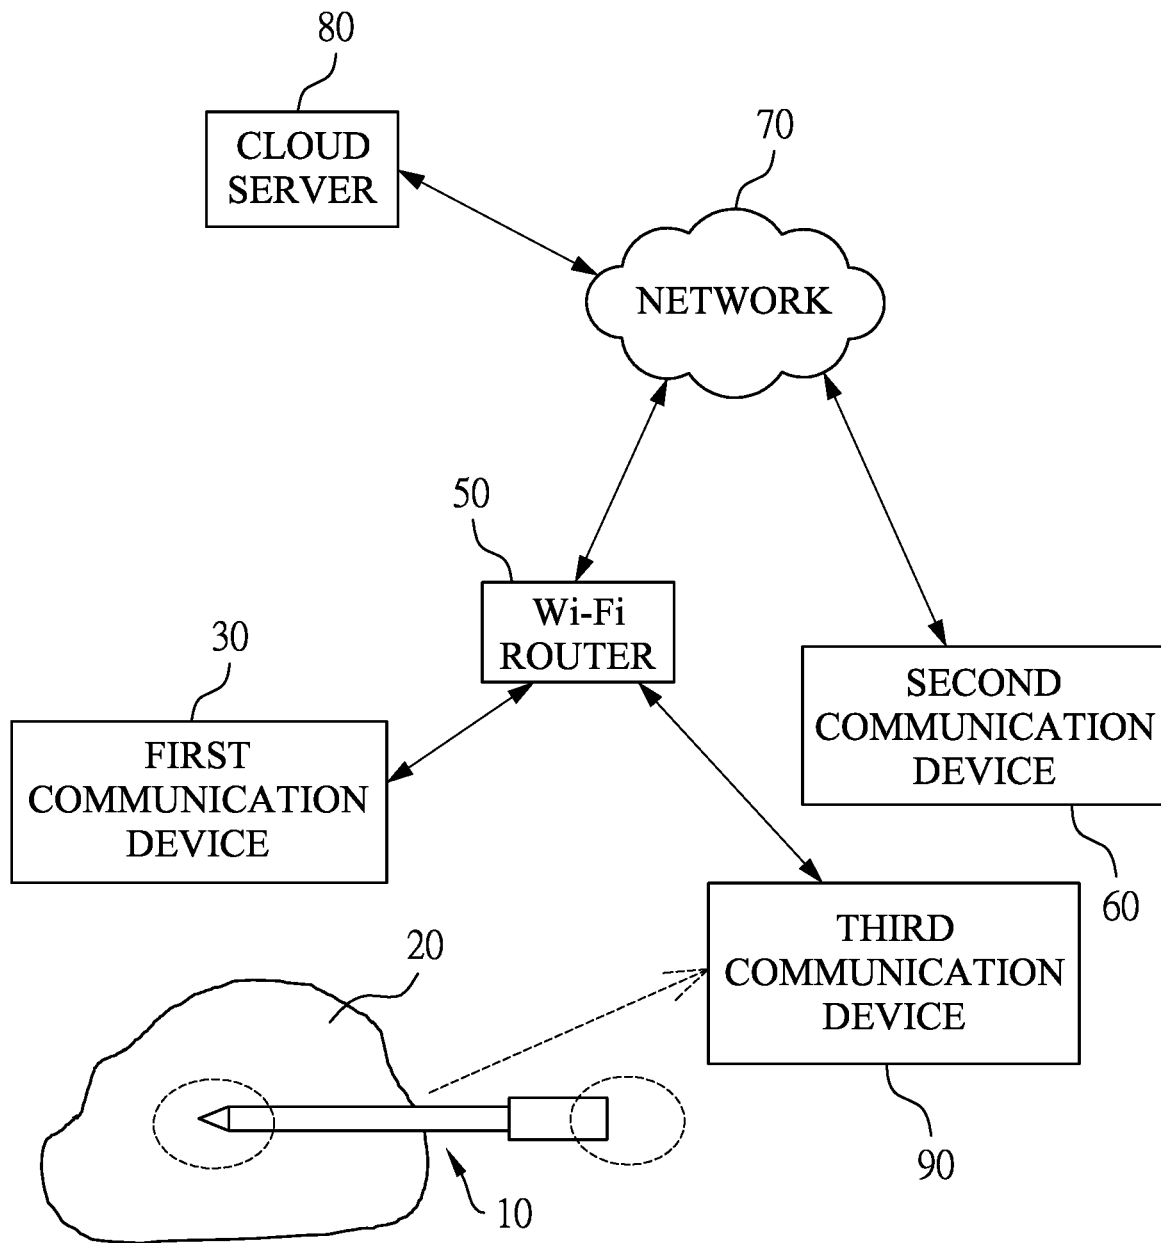 80
CLOUD
SERVER
70
NETWORK
50
Wi-Fi
ROUTER
30
FIRST
COMMUNICATION
DEVICE
SECOND
COMMUNICATION
DEVICE
60
THIRD
COMMUNICATION
DEVICE
90
20
10